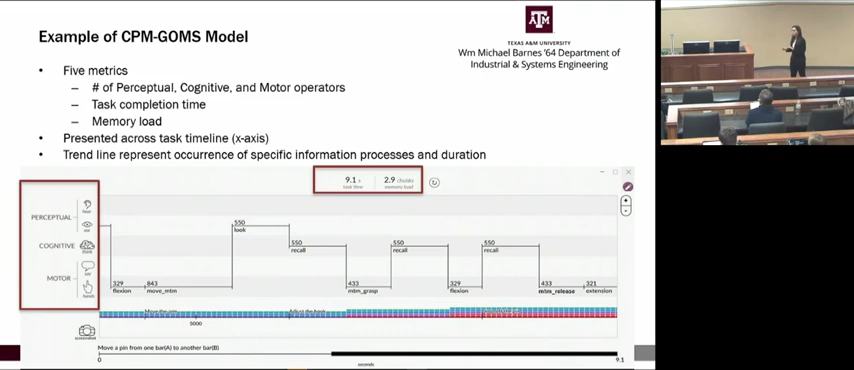 Example of CPM-GOMS Model
TEXAS A&M UNIVERSITY
Wm Michael Barnes '64 Department of
Industrial & Systems Engineering
• Five metrics
– # of Perceptual, Cognitive, and Motor operators
– Task completion time
– Memory load
• Presented across task timeline (x-axis)
• Trend line represent occurrence of specific information processes and duration
9.1 s
task time
2.9 chunks
memory load
PERCEPTUAL
hear
see
COGNITIVE
think
MOTOR
say
hands
screenshot
550
look
550
recall
550
recall
550
recall
329
flexion
843
move_mtm
433
mtm_grasp
329
flexion
433
mtm_release
321
extension
5000
Move a pin from one bar(A) to another bar(B)
0
9.1
seconds